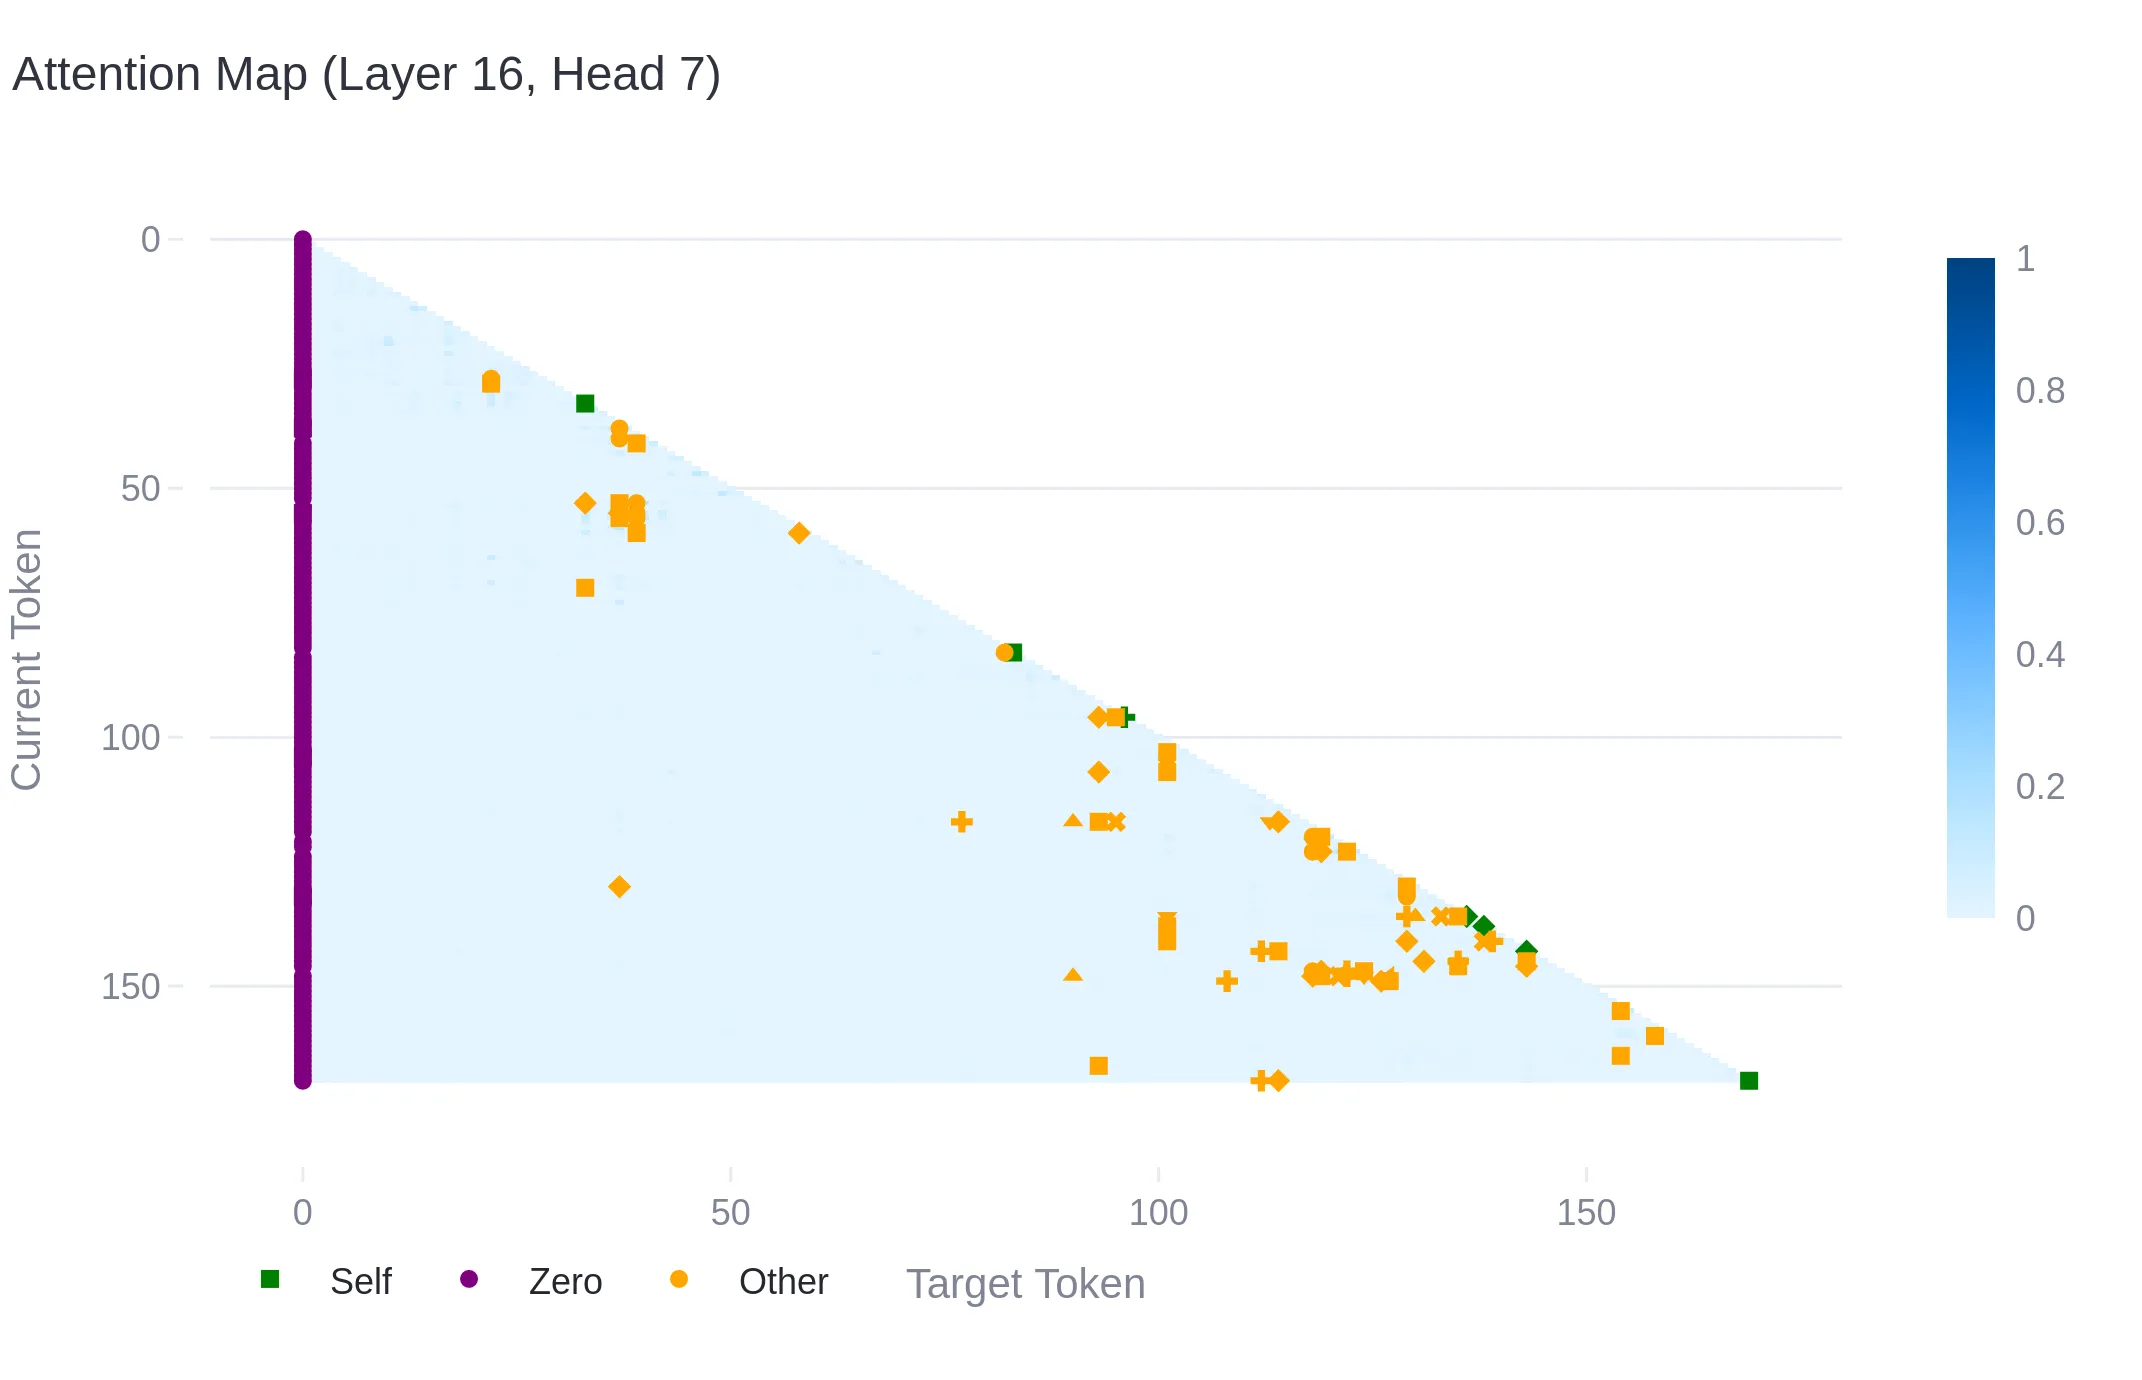 Attention Map (Layer 16, Head 7)
0
50
100
150
Current Token
1
0.8
0.6
0.4
0.2
0
0 50 100 150
Self Zero Other Target Token